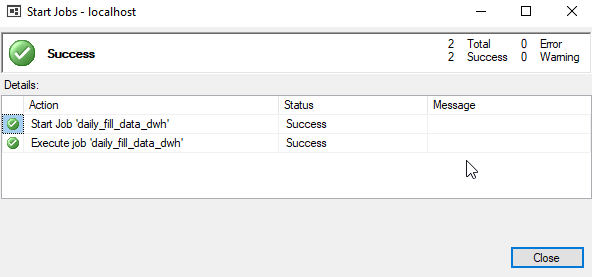 Start Jobs - localhost
Success
2 Total 0 Error
2 Success 0 Warning
Details:
Action Status Message
Start Job 'daily_fill_data_dwh' Success
Execute job 'daily_fill_data_dwh' Success
Close